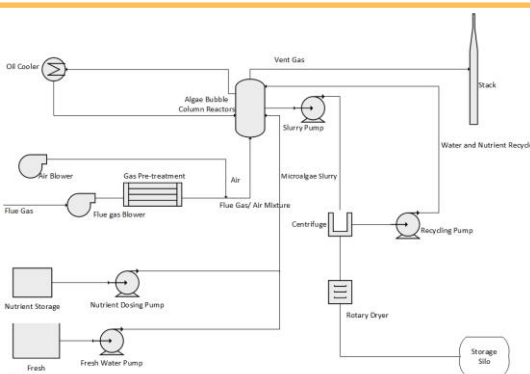 Vent Gas
Oil Cooler
Algae Bubble
Column Reactors
Stack
Slurry Pump
Water and Nutrient Recycle
Air Blower
Gas Pre-treatment
Air
Microalgae Slurry
Flue Gas
Flue gas Blower
Flue Gas/ Air Mixture
Centrifuge
Recycling Pump
Nutrient Storage
Nutrient Dosing Pump
Rotary Dryer
Fresh
Fresh Water Pump
Storage
Silo